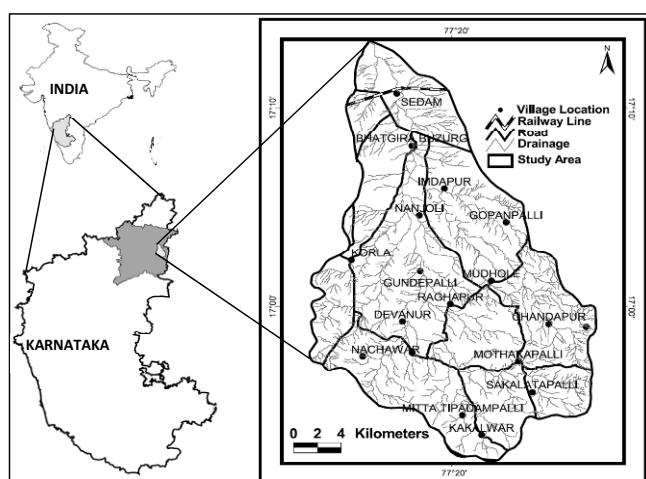 INDIA
KARNATAKA
77°20'
N
17°10'
17°10'
Village Location
Railway Line
Road
Drainage
Study Area
SEDAM
BHATGIRA BUZURG
IMDAPUR
NANJOLI
GOPANPALLI
KORLA
MUDHOLE
GUNDEPALLI
RAGHAPUR
17°00'
17°00'
DEVANUR
CHANDAPUR
NACHAWAR
MOTHAKAPALLI
SAKALATAPALLI
MITTA TIPADAMPALLI
KAKALWAR
0 2 4 Kilometers
77°20'